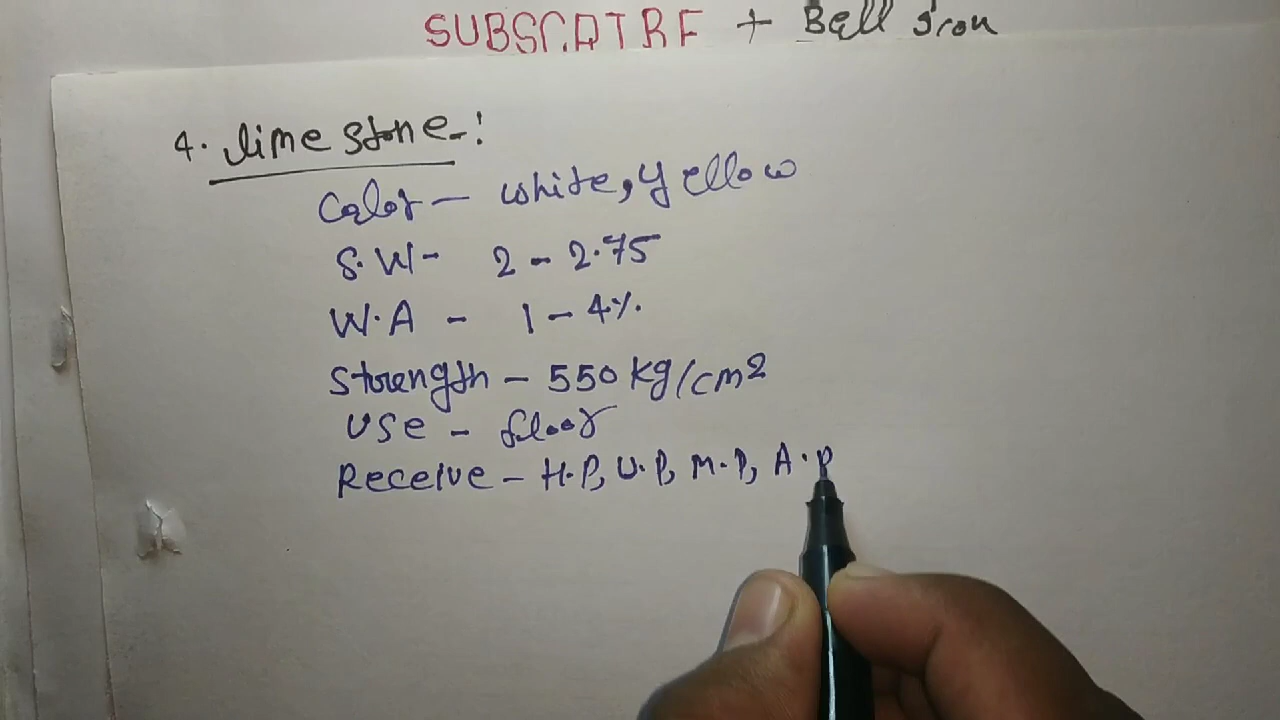 SUBSCRIBE + Bell Icon
4. Lime Stone-:
Color - white, yellow
S.W- 2 - 2.75
W.A - 1 - 4%
Strength - 550 kg/cm2
USE - floor
Receive - H.P, U.P, M.P, A.P